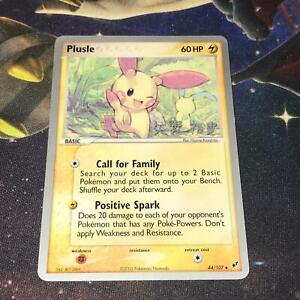 Plusle
60 HP
BASIC
Call for Family
Search your deck for up to 2 Basic
Pokémon and put them onto your Bench.
Shuffle your deck afterward.
Positive Spark
Does 20 damage to each of your opponent's
Pokémon that has any Poke-Powers. Don't
apply Weakness and Resistance.
weakness resistance retreat cost
44/107